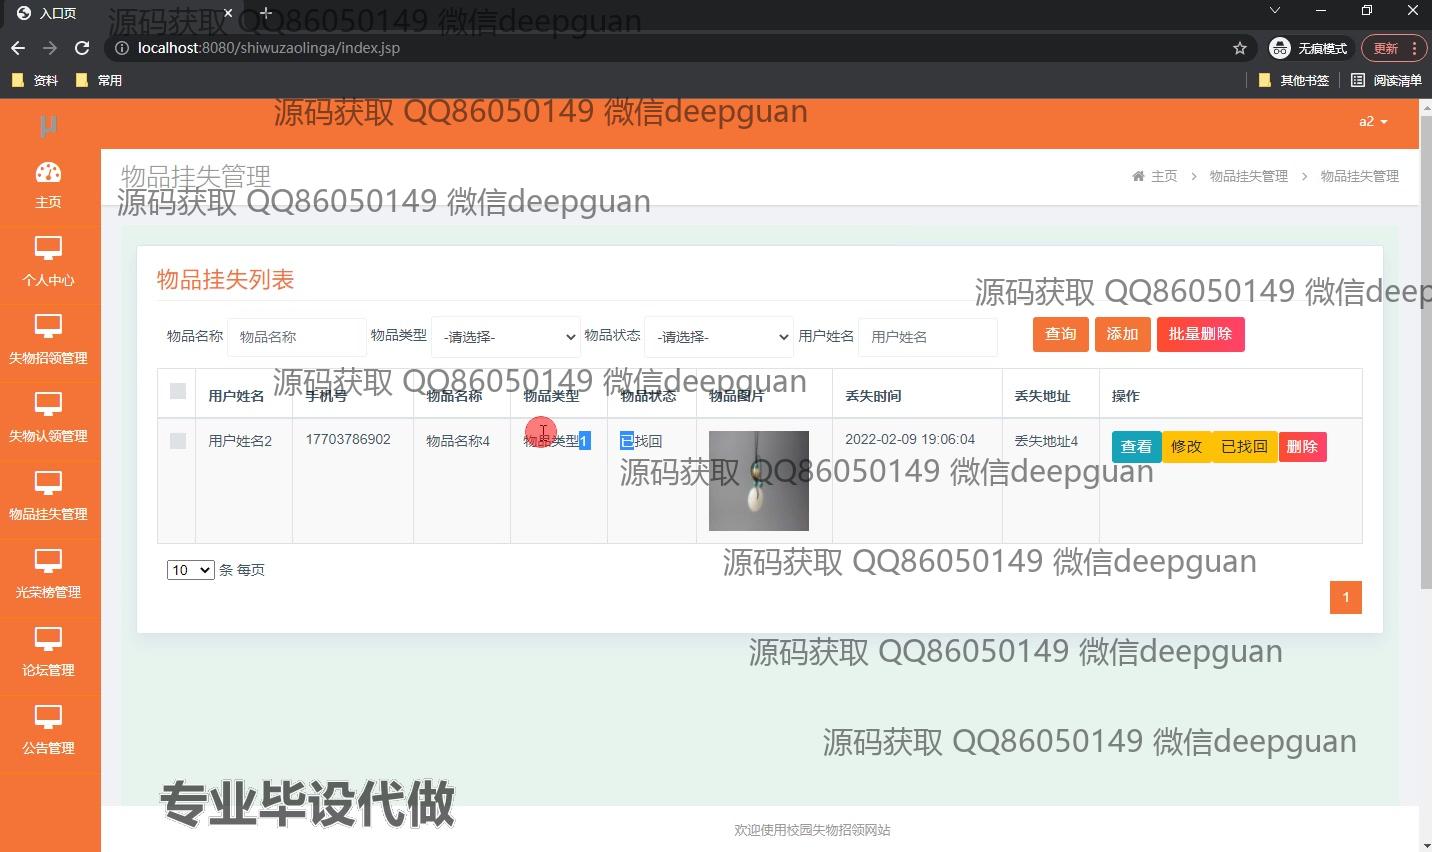 入口页
源码获取 QQ86050149 微信deepguan
localhost:8080/shiwuzaolinga/index.jsp
无痕模式
更新
资料
常用
其他书签
阅读清单
源码获取 QQ86050149 微信deepguan
μ
a2
主页
个人中心
失物招领管理
失物认领管理
物品挂失管理
光荣榜管理
论坛管理
公告管理
物品挂失管理
主页 > 物品挂失管理 > 物品挂失管理
源码获取 QQ86050149 微信deepguan
物品挂失列表
源码获取 QQ86050149 微信deep
物品名称 物品名称 物品类型 -请选择- 物品状态 -请选择- 用户姓名 用户姓名 查询 添加 批量删除
源码获取 QQ86050149 微信deepguan
用户姓名 手机号 物品名称 物品类型 物品状态 物品图片 丢失时间 丢失地址 操作
用户姓名2 17703786902 物品名称4 物品类型1 已找回 2022-02-09 19:06:04 丢失地址4 查看 修改 已找回 删除
源码获取 QQ86050149 微信deepguan
源码获取 QQ86050149 微信deepguan
10 条 每页
1
源码获取 QQ86050149 微信deepguan
源码获取 QQ86050149 微信deepguan
专业毕设代做
欢迎使用校园失物招领网站